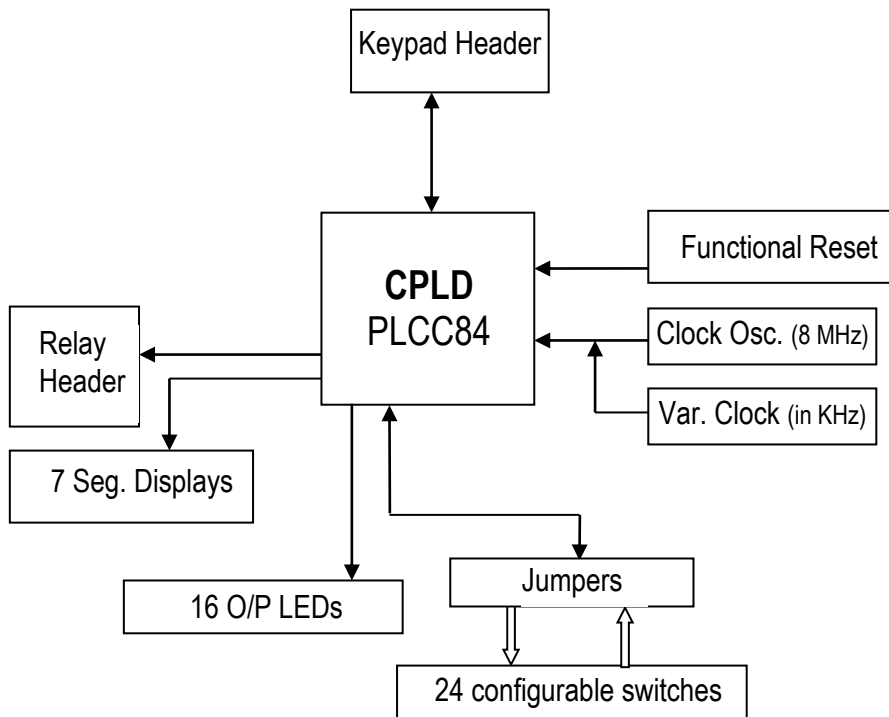 Keypad Header
CPLD
PLCC84
Functional Reset
Clock Osc. (8 MHz)
Var. Clock (in KHz)
Relay
Header
7 Seg. Displays
16 O/P LEDs
Jumpers
24 configurable switches